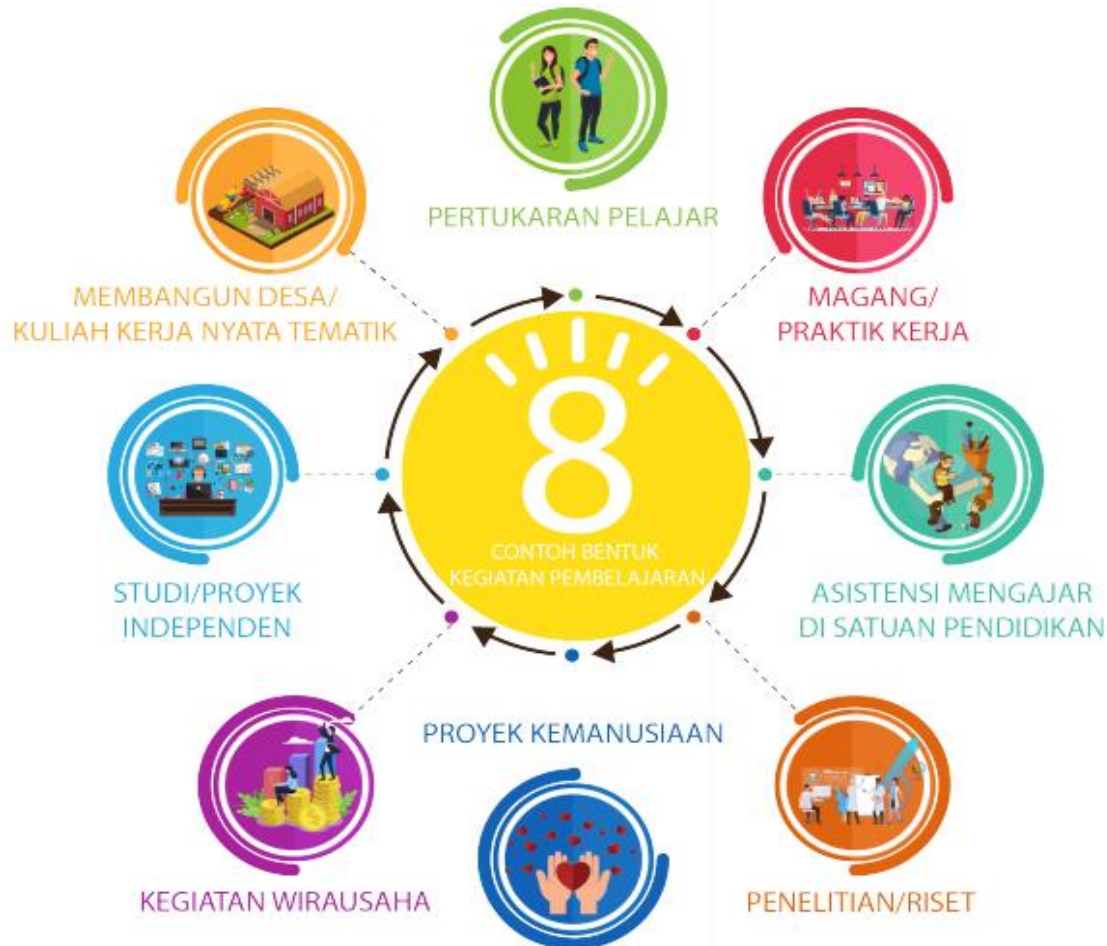 PERTUKARAN PELAJAR
MAGANG/
PRAKTIK KERJA
ASISTENSI MENGAJAR
DI SATUAN PENDIDIKAN
PENELITIAN/RISET
PROYEK KEMANUSIAAN
KEGIATAN WIRAUSAHA
STUDI/PROYEK
INDEPENDEN
MEMBANGUN DESA/
KULIAH KERJA NYATA TEMATIK
8
CONTOH BENTUK
KEGIATAN PEMBELAJARAN